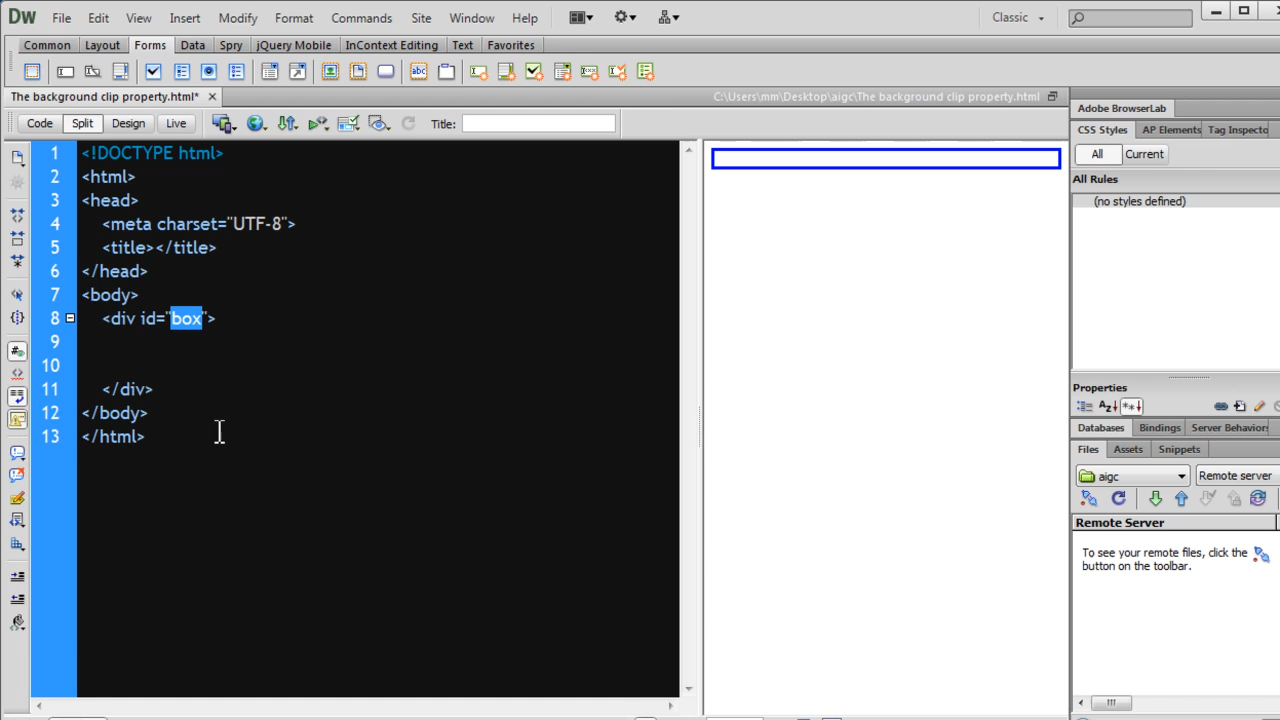 Dw File Edit View Insert Modify Format Commands Site Window Help Classic
Common Layout Forms Data Spry jQuery Mobile InContext Editing Text Favorites
abc
The background clip property.html* C:\Users\mm\Desktop\aigc\The background clip property.html
Code Split Design Live Title:
1 <!DOCTYPE html>
2 <html>
3 <head>
4 <meta charset="UTF-8">
5 <title></title>
6 </head>
7 <body>
8 <div id="box">
9
10
11 </div>
12 </body>
13 </html>
Adobe BrowserLab
CSS Styles AP Elements Tag Inspecto
All Current
All Rules
(no styles defined)
Properties
Databases Bindings Server Behaviors
Files Assets Snippets
aigc Remote server
Remote Server
To see your remote files, click the
button on the toolbar.